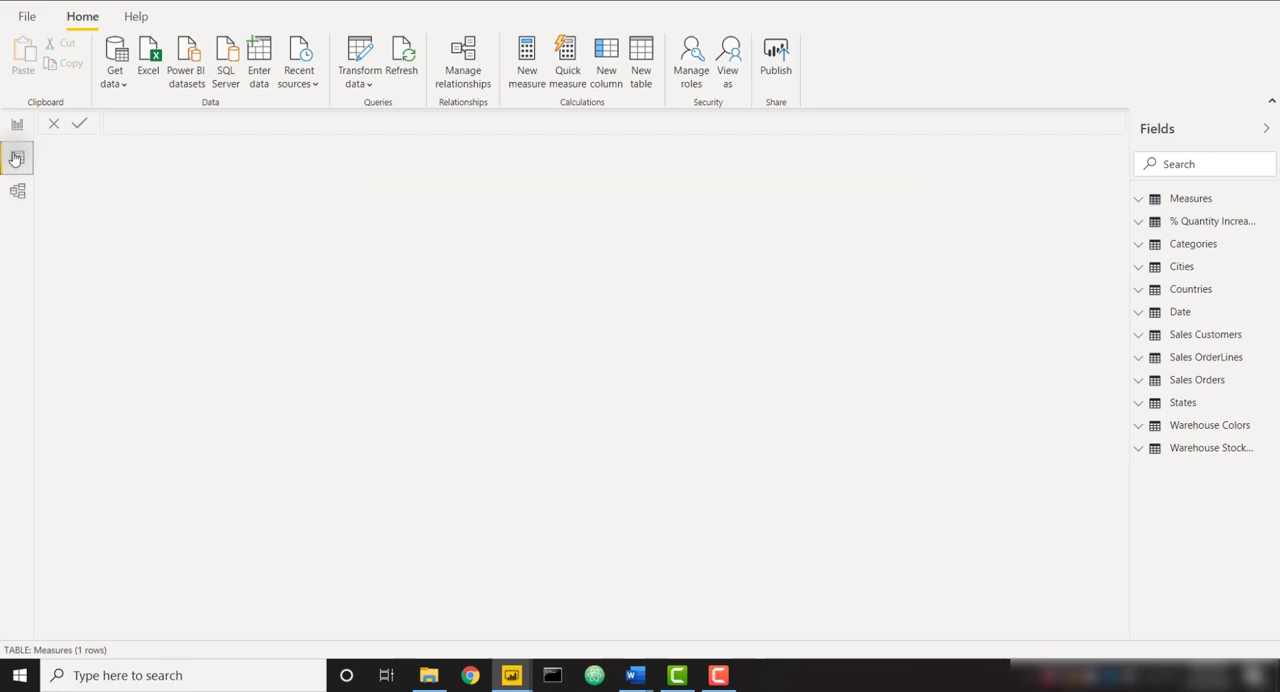 File Home Help
Paste Cut Copy
Clipboard
Get data Excel Power BI datasets SQL Server Enter data Recent sources
Data
Transform data Refresh
Queries
Manage relationships
Relationships
New measure Quick measure New column New table
Calculations
Manage roles View as
Security
Publish
Share
Fields
Search
Measures
% Quantity Increa...
Categories
Cities
Countries
Date
Sales Customers
Sales OrderLines
Sales Orders
States
Warehouse Colors
Warehouse Stock...
TABLE: Measures (1 rows)
Type here to search